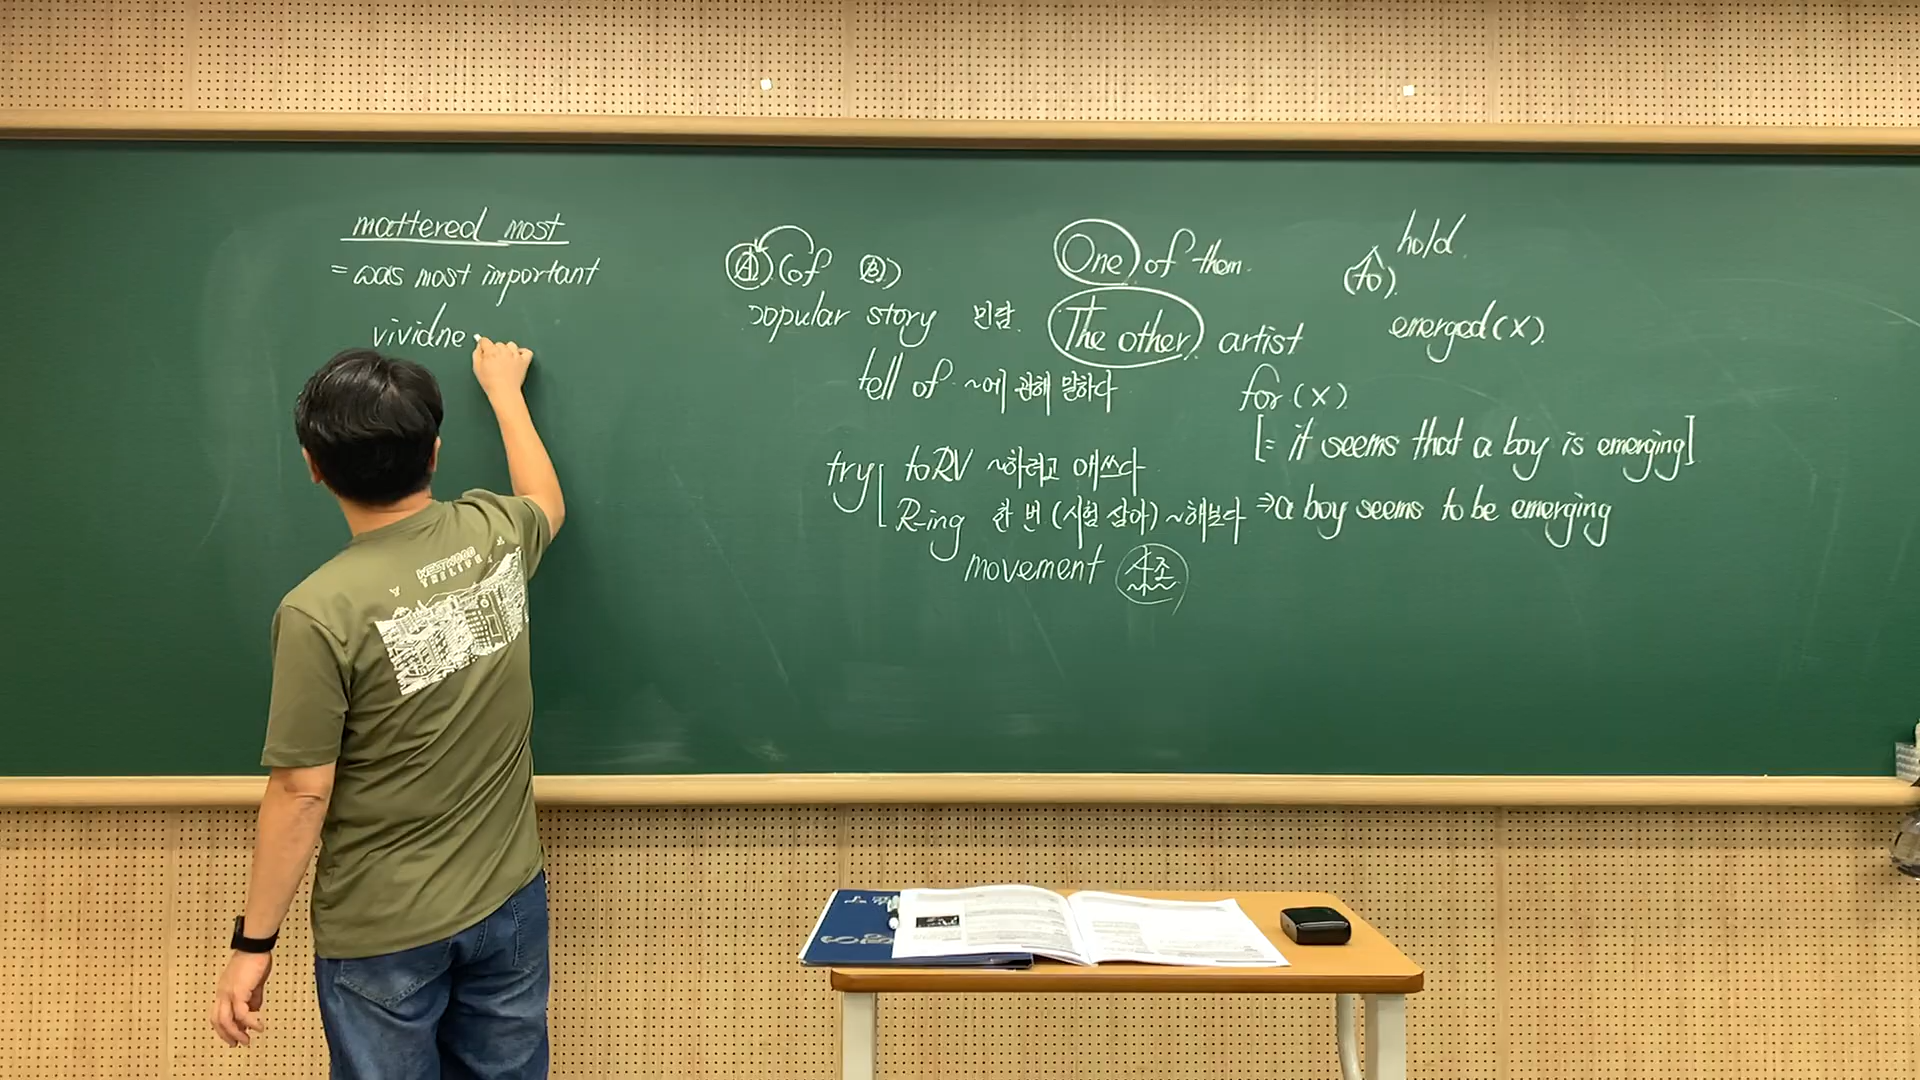 mattered most
= was most important
vividne
Ⓐ (of Ⓑ)
popular story 민담.
tell of ~에 관해 말하다
try toRV ~하려고 애쓰다
R-ing 한 번 (시험 삼아) ~해보다
movement 사조
One of them.
The other artist
hold
(to).
emerged (X).
for (X)
[= it seems that a boy is emerging]
⇒ a boy seems to be emerging
WESTWOOD
THELIFE